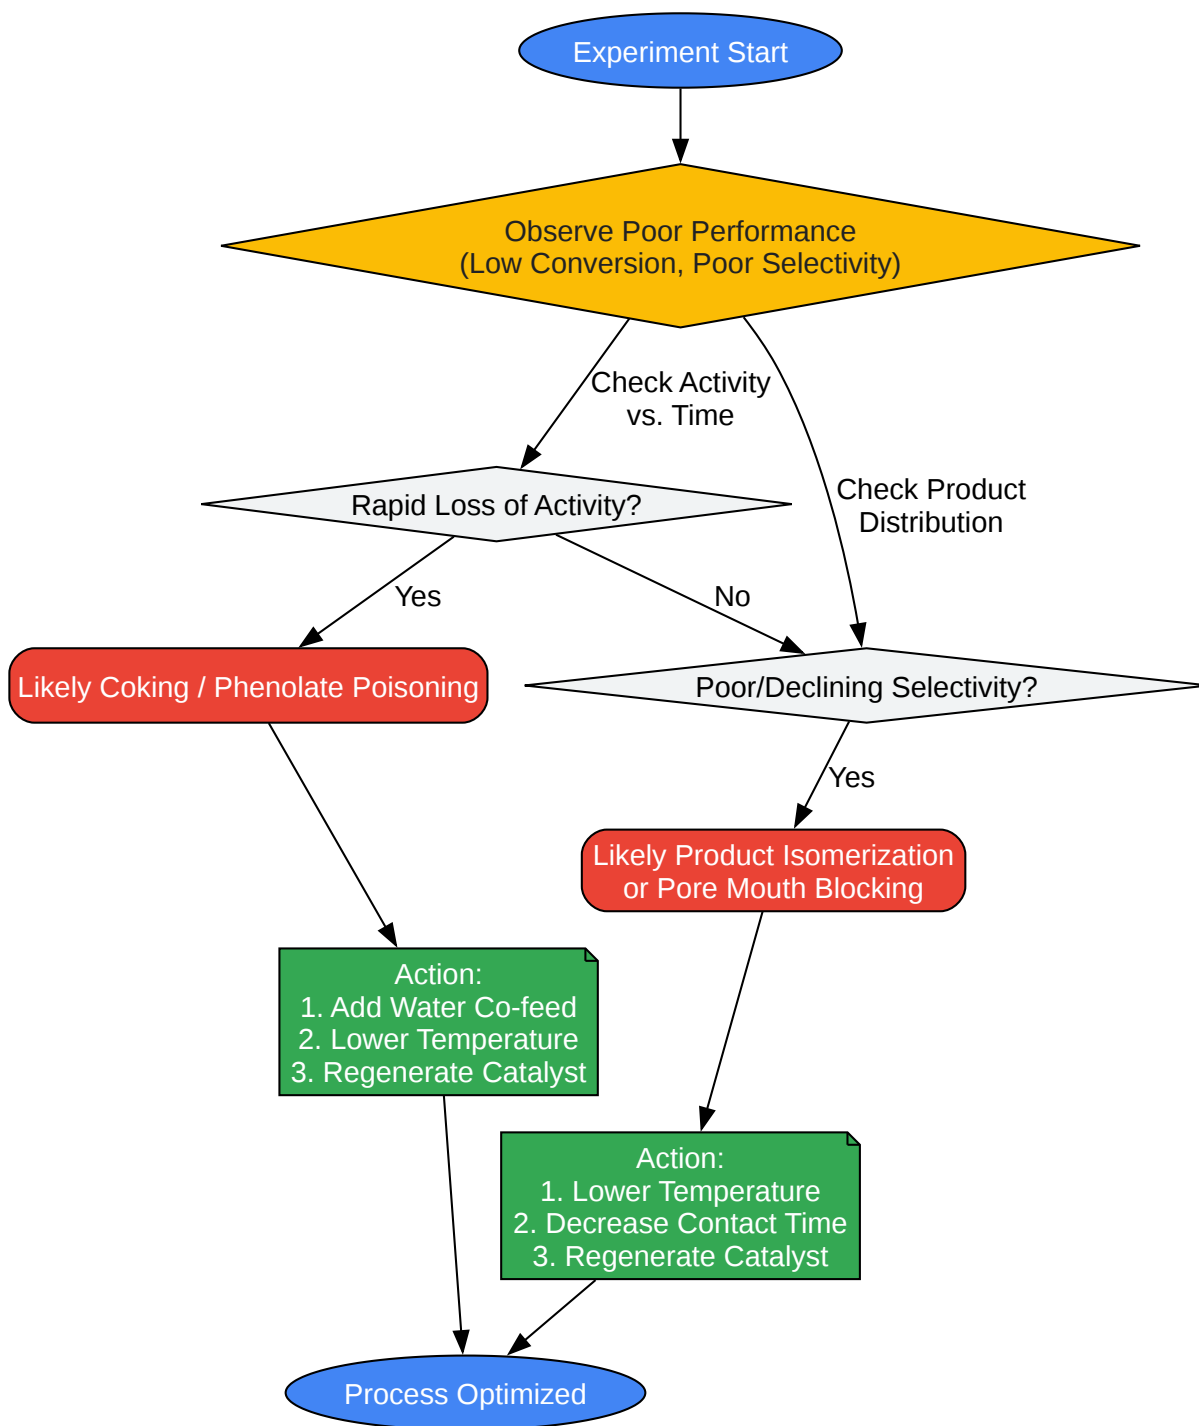 Experiment Start
Observe Poor Performance
(Low Conversion, Poor Selectivity)
Check Activity
vs. Time
Check Product
Distribution
Rapid Loss of Activity?
Yes
No
Likely Coking / Phenolate Poisoning
Poor/Declining Selectivity?
Yes
Likely Product Isomerization
or Pore Mouth Blocking
Action:
1. Add Water Co-feed
2. Lower Temperature
3. Regenerate Catalyst
Action:
1. Lower Temperature
2. Decrease Contact Time
3. Regenerate Catalyst
Process Optimized